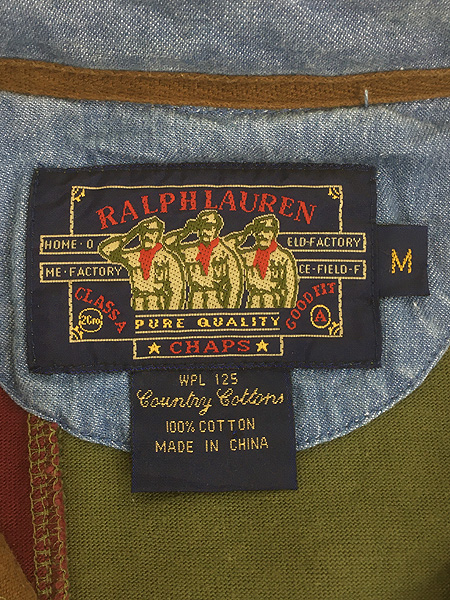 RALPH LAUREN
HOME·O ELD-FACTORY
ME·FACTORY CE-FIELD-F
CLASS A GOOD FIT
A
PURE QUALITY
★ CHAPS ★
M
WPL 125
Country Cottons
100% COTTON
MADE IN CHINA